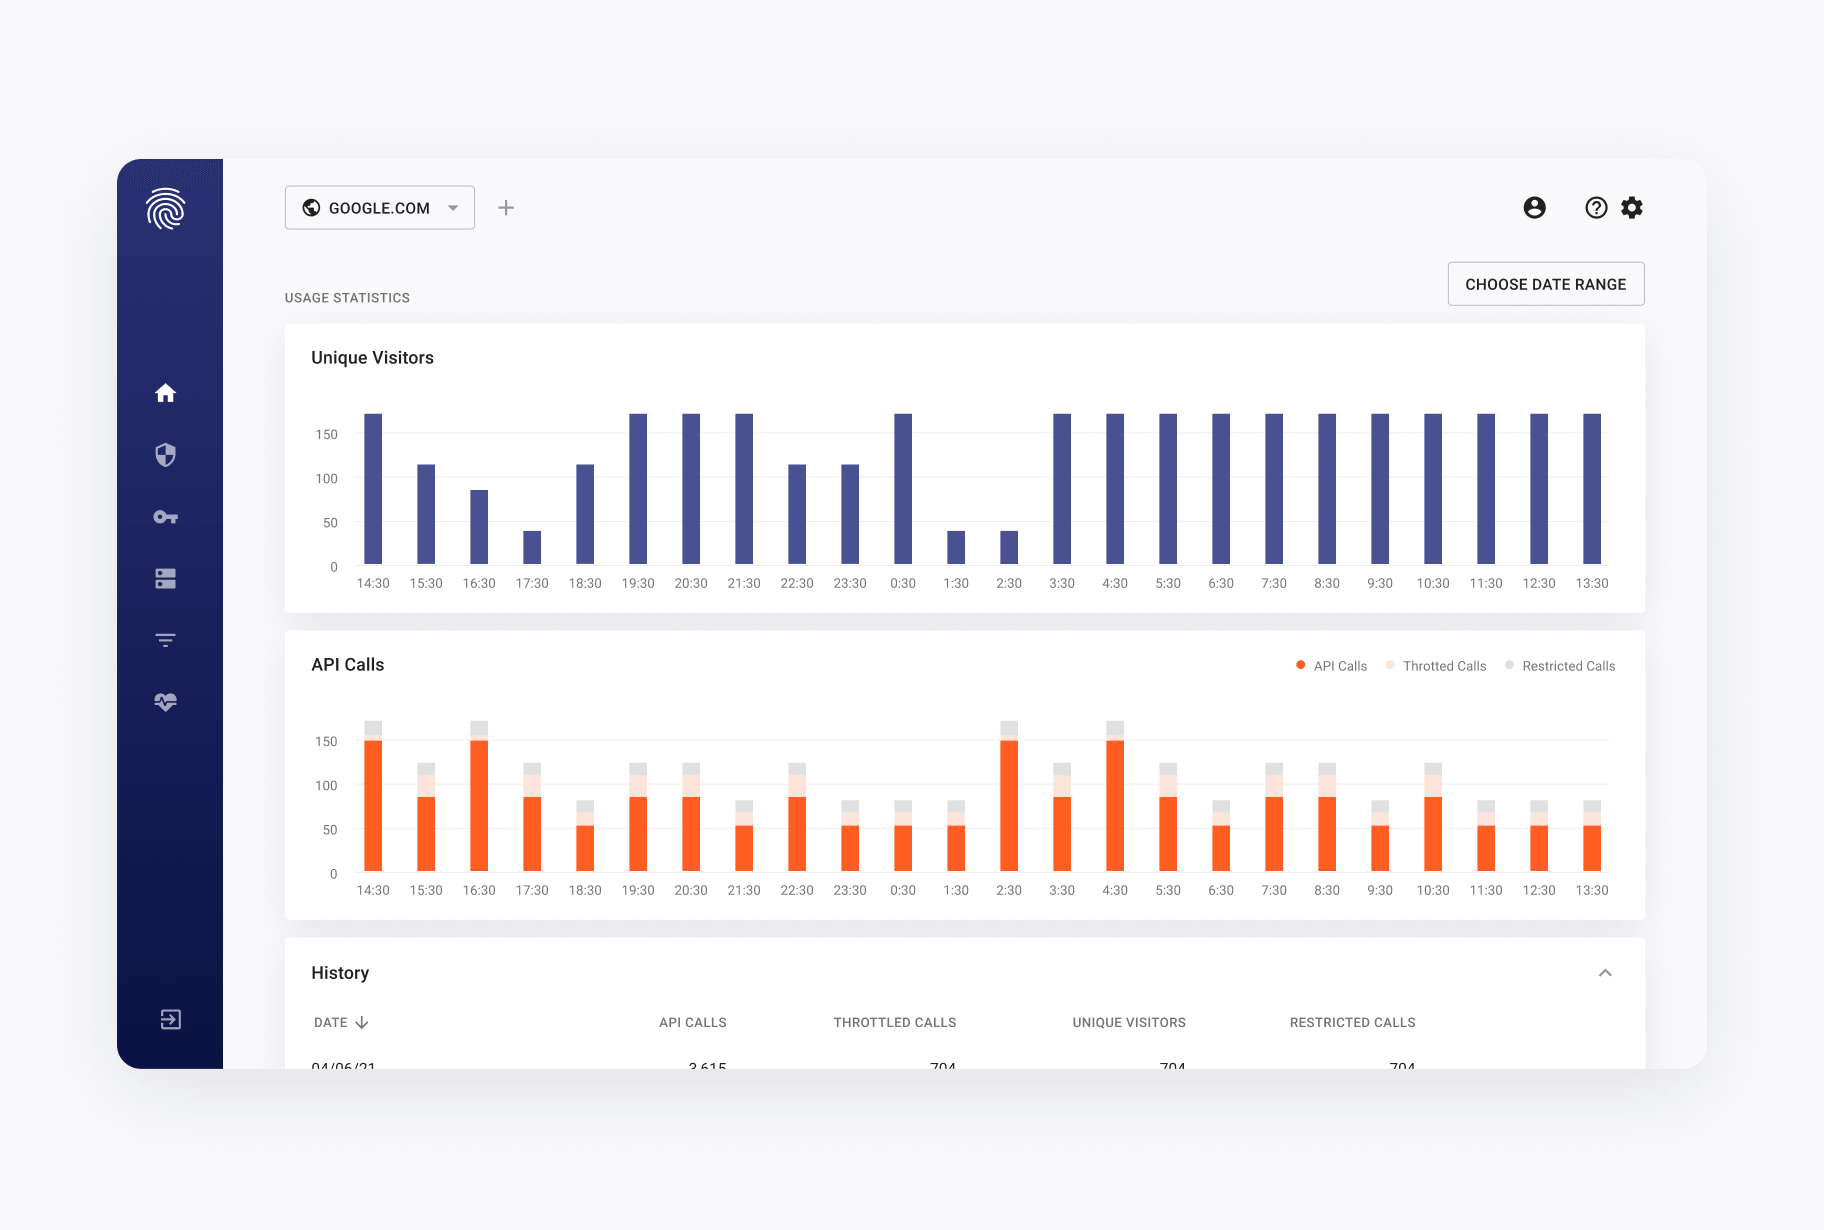 GOOGLE.COM
USAGE STATISTICS
CHOOSE DATE RANGE
Unique Visitors
150
100
50
0
14:30 15:30 16:30 17:30 18:30 19:30 20:30 21:30 22:30 23:30 0:30 1:30 2:30 3:30 4:30 5:30 6:30 7:30 8:30 9:30 10:30 11:30 12:30 13:30
API Calls
API Calls Throtted Calls Restricted Calls
150
100
50
0
14:30 15:30 16:30 17:30 18:30 19:30 20:30 21:30 22:30 23:30 0:30 1:30 2:30 3:30 4:30 5:30 6:30 7:30 8:30 9:30 10:30 11:30 12:30 13:30
History
DATE API CALLS THROTTLED CALLS UNIQUE VISITORS RESTRICTED CALLS
04/06/21 3,615 704 704 704